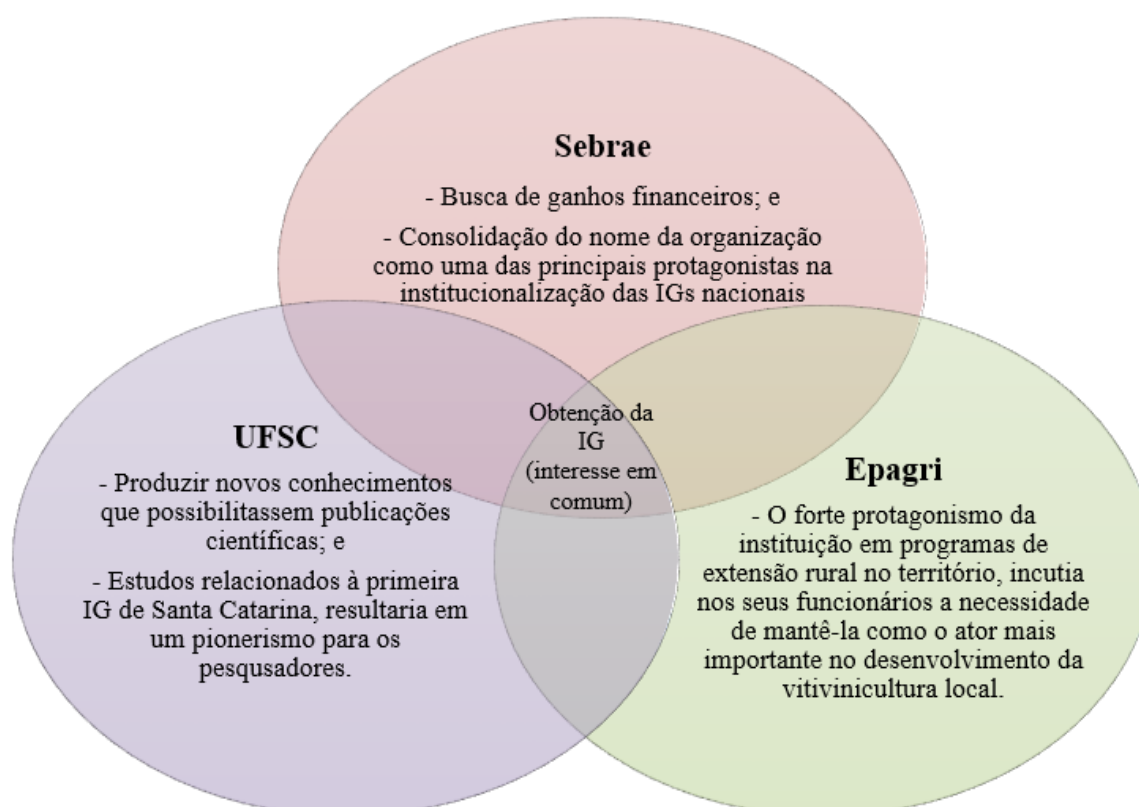 Sebrae
- Busca de ganhos financeiros; e
- Consolidação do nome da organização
como uma das principais protagonistas na
institucionalização das IGs nacionais
Obtenção da
IG
(interesse em
comum)
UFSC
- Produzir novos conhecimentos
que possibilitassem publicações
científicas; e
- Estudos relacionados à primeira
IG de Santa Catarina, resultaria em
um pionerismo para os
pesqusadores.
Epagri
- O forte protagonismo da
instituição em programas de
extensão rural no território, incutia
nos seus funcionários a necessidade
de mantê-la como o ator mais
importante no desenvolvimento da
vitivinicultura local.